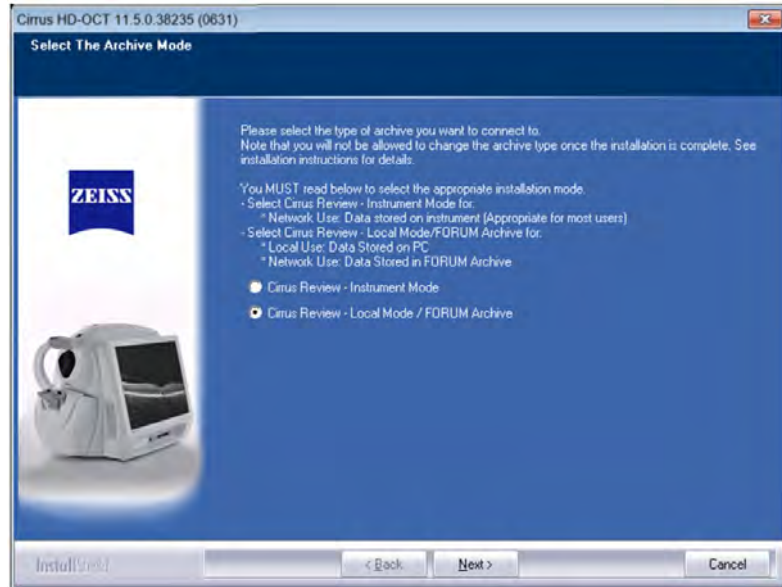 Cirrus HD-OCT 11.5.0.38235 (0631)
Select The Archive Mode
Please select the type of archive you want to connect to.
Note that you will not be allowed to change the archive type once the installation is complete. See
installation instructions for details.
You MUST read below to select the appropriate installation mode.
- Select Cirrus Review - Instrument Mode for:
* Network Use: Data stored on instrument (Appropriate for most users)
- Select Cirrus Review - Local Mode/FORUM Archive for:
* Local Use: Data Stored on PC
* Network Use: Data Stored in FORUM Archive
ZEISS
Cirrus Review - Instrument Mode
Cirrus Review - Local Mode / FORUM Archive
InstallShield
< Back
Next >
Cancel